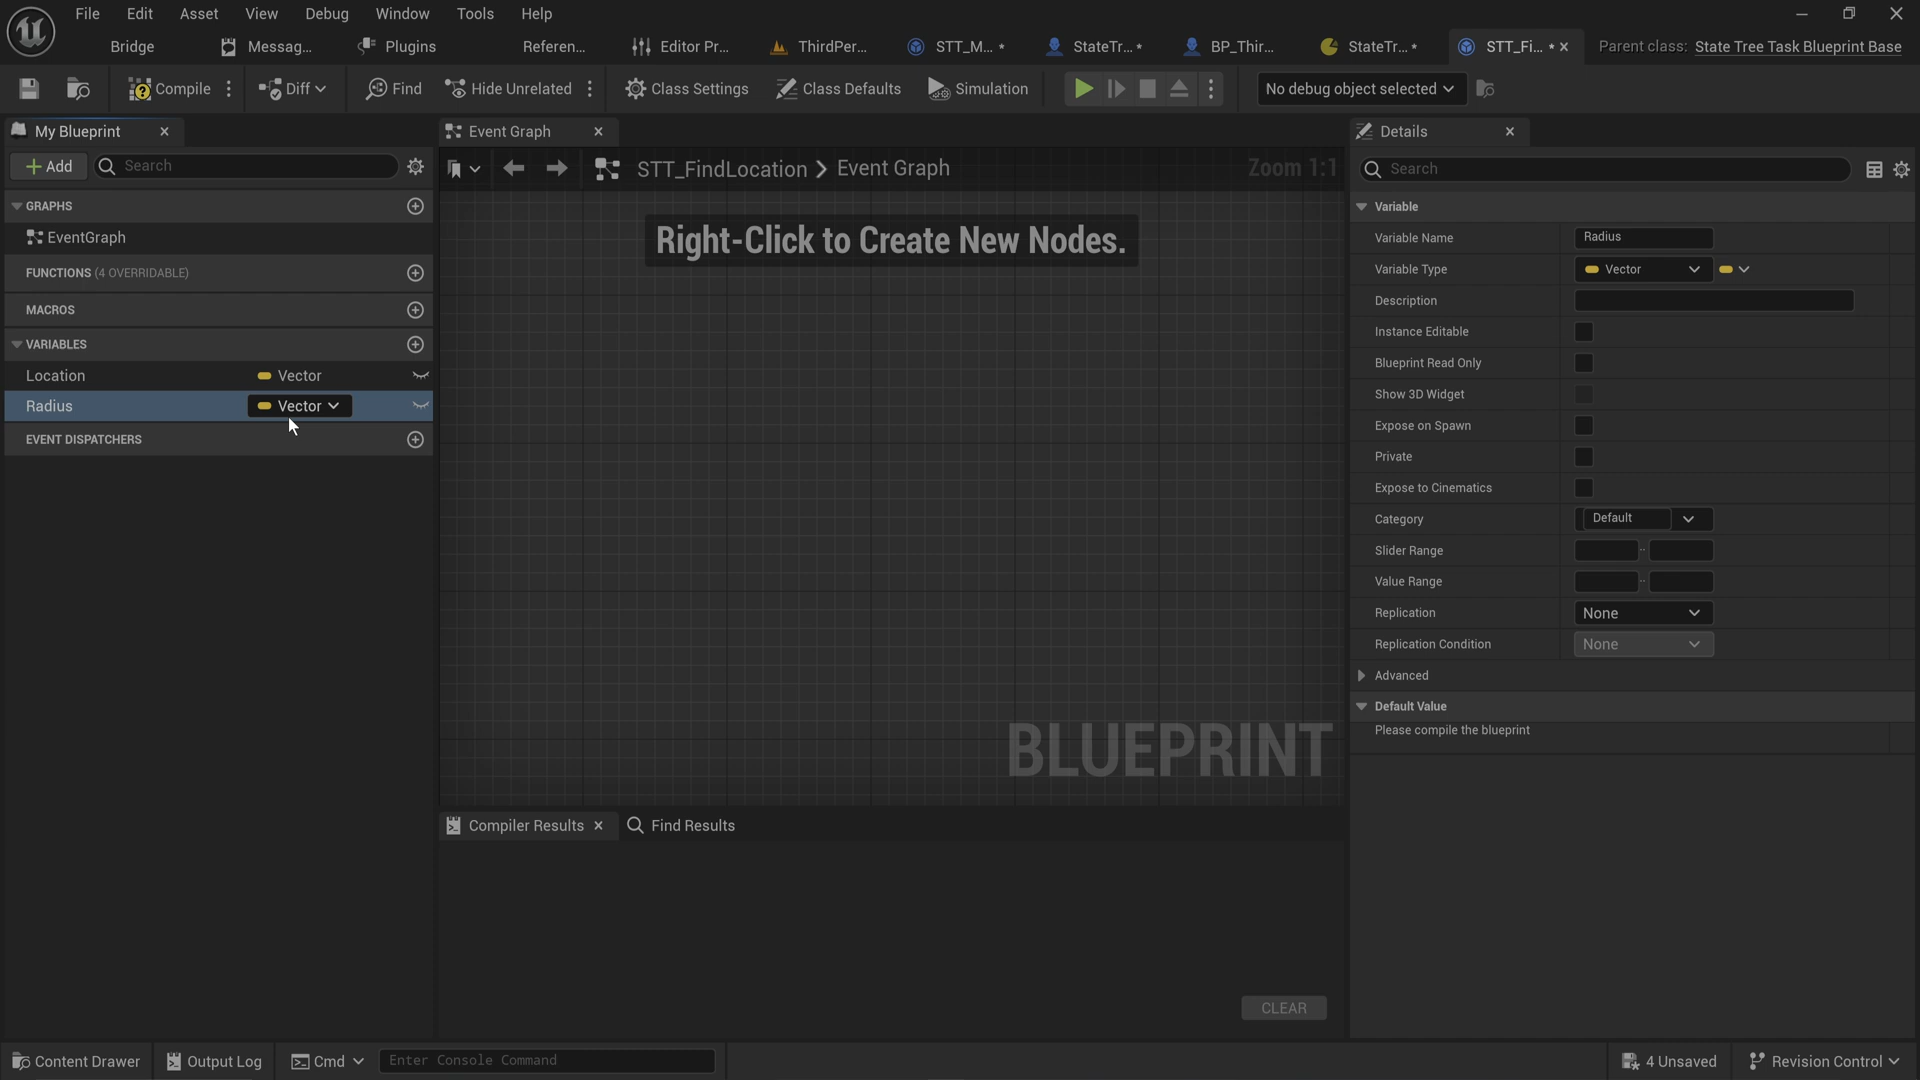 File Edit Asset View Debug Window Tools Help
Bridge Messag... Plugins Referen... Editor Pr... ThirdPer... STT_M... * StateTr... * BP_Thir... StateTr... * STT_Fi... * Parent class: State Tree Task Blueprint Base
Compile Diff Find Hide Unrelated Class Settings Class Defaults Simulation No debug object selected
My Blueprint
Event Graph
Details
Add Search
STT_FindLocation > Event Graph Zoom 1:1
Search
GRAPHS
EventGraph
FUNCTIONS (4 OVERRIDABLE)
MACROS
VARIABLES
Location Vector
Radius Vector
EVENT DISPATCHERS
Right-Click to Create New Nodes.
BLUEPRINT
Variable
Variable Name Radius
Variable Type Vector
Description
Instance Editable
Blueprint Read Only
Show 3D Widget
Expose on Spawn
Private
Expose to Cinematics
Category Default
Slider Range ..
Value Range ..
Replication None
Replication Condition None
Advanced
Default Value
Please compile the blueprint
Compiler Results Find Results
CLEAR
Content Drawer Output Log Cmd Enter Console Command 4 Unsaved Revision Control